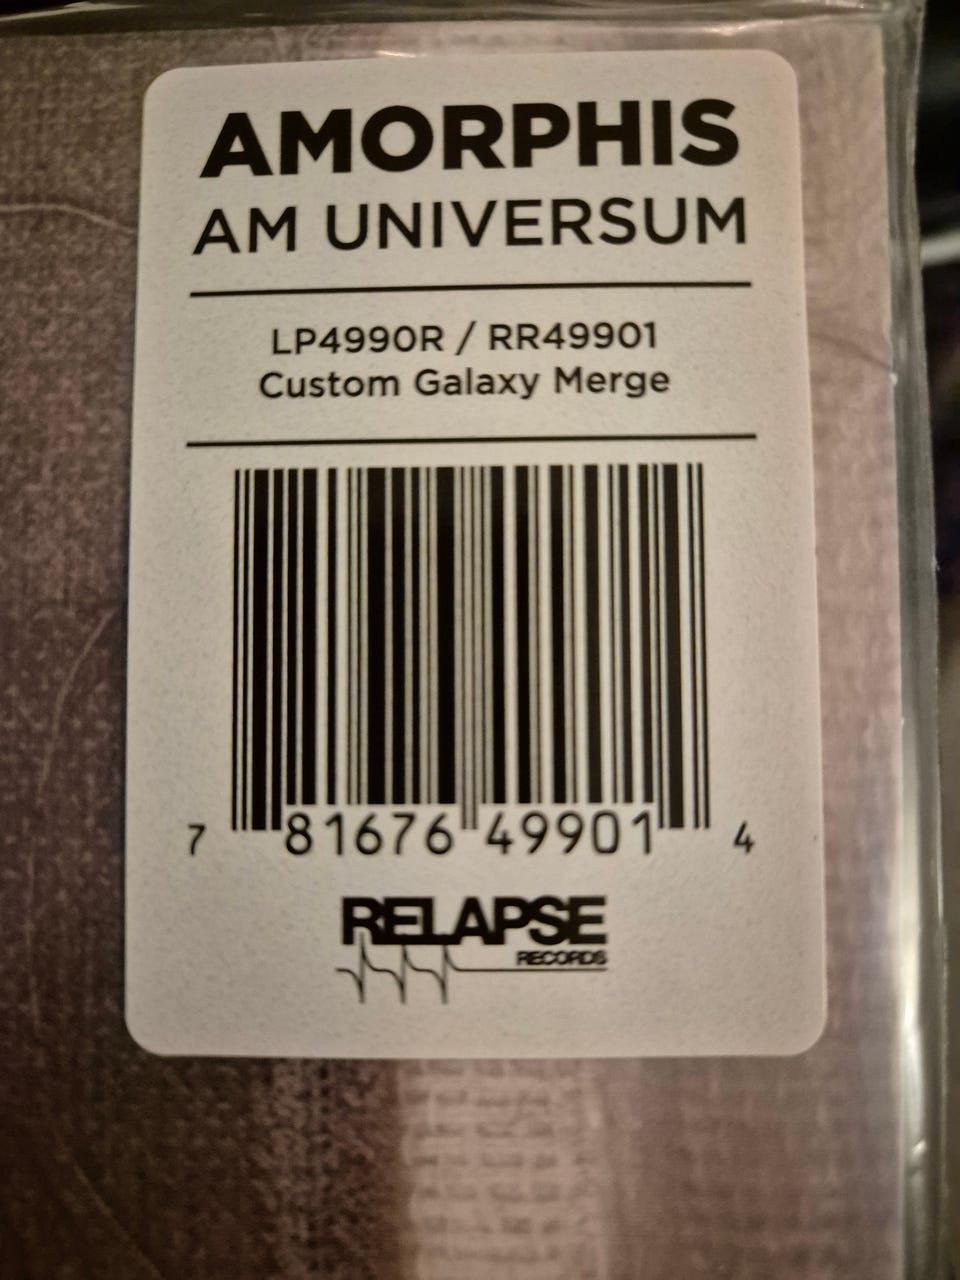 AMORPHIS
AM UNIVERSUM
LP4990R / RR49901
Custom Galaxy Merge
7 81676 49901 4
RELAPSE
RECORDS